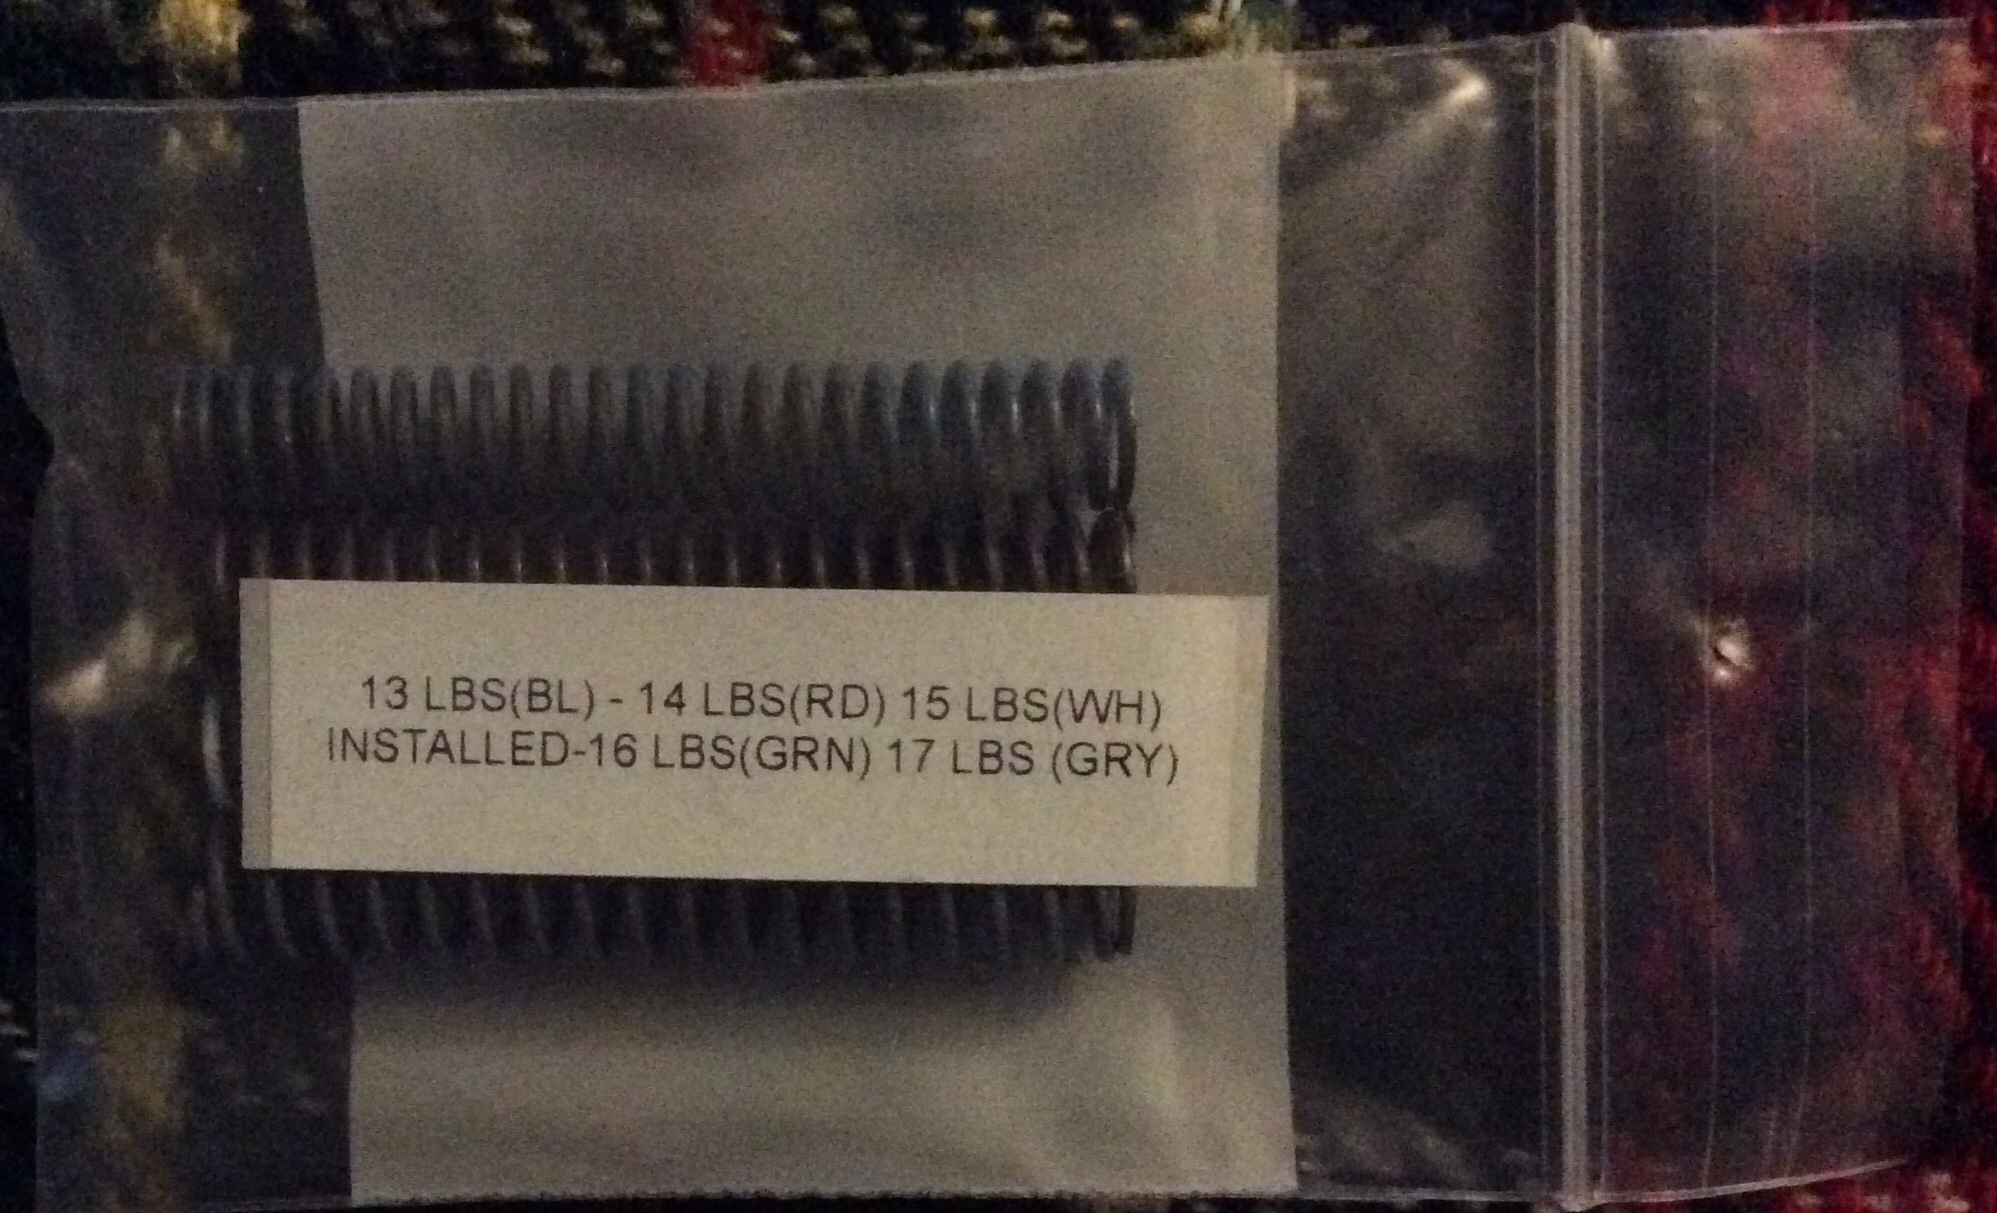 13 LBS(BL) - 14 LBS(RD) 15 LBS(WH)
INSTALLED-16 LBS(GRN) 17 LBS (GRY)